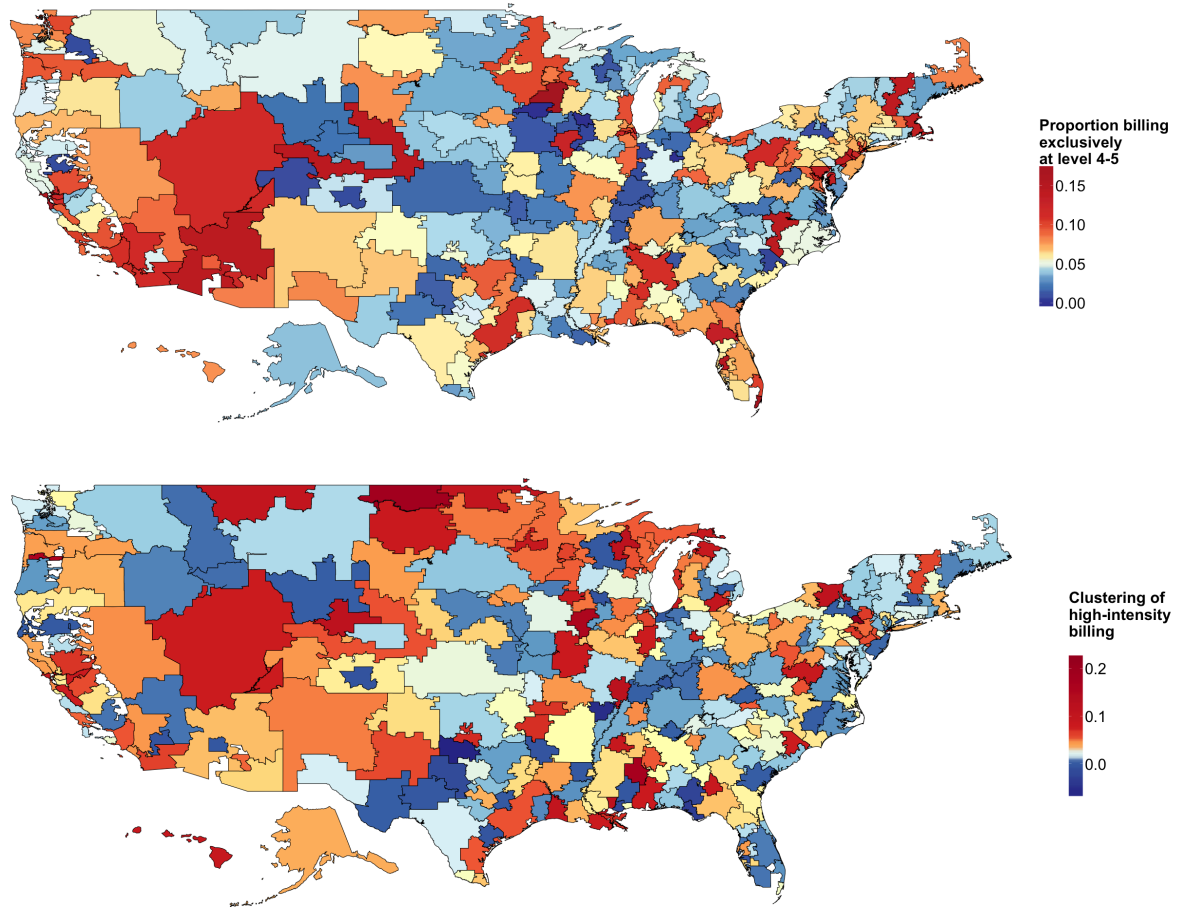 Proportion billing
exclusively
at level 4-5
0.15
0.10
0.05
0.00
Clustering of
high-intensity
billing
0.2
0.1
0.0